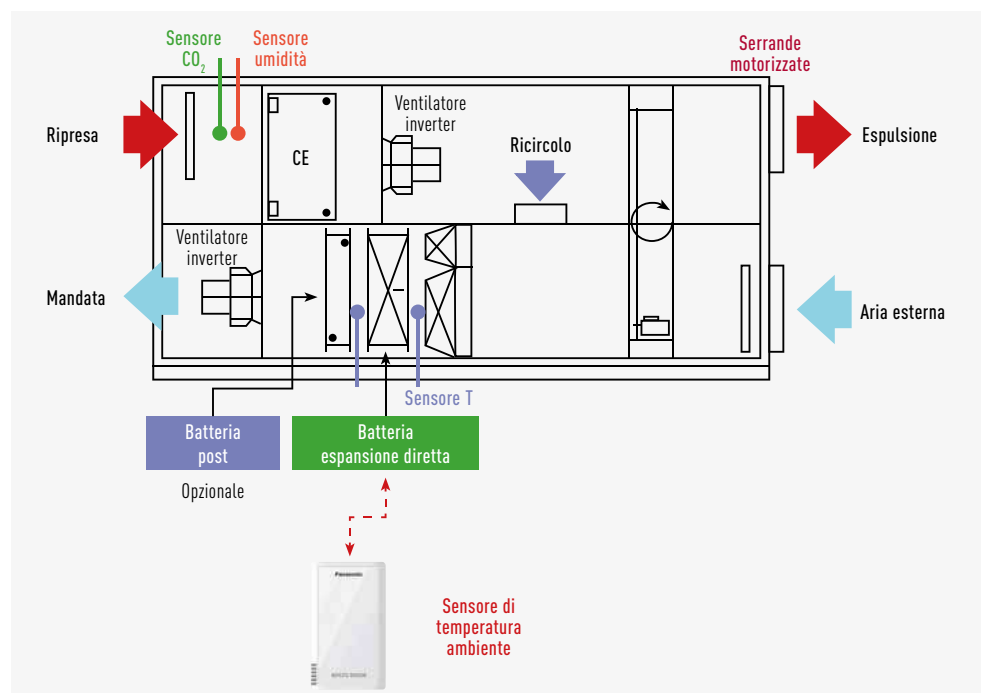 Sensore
CO2
Sensore
umidità
Serrande
motorizzate
Ripresa
CE
Ventilatore
inverter
Ricircolo
Espulsione
Ventilatore
inverter
Mandata
Aria esterna
Sensore T
Batteria
post
Batteria
espansione diretta
Opzionale
Panasonic
Sensore di
temperatura
ambiente